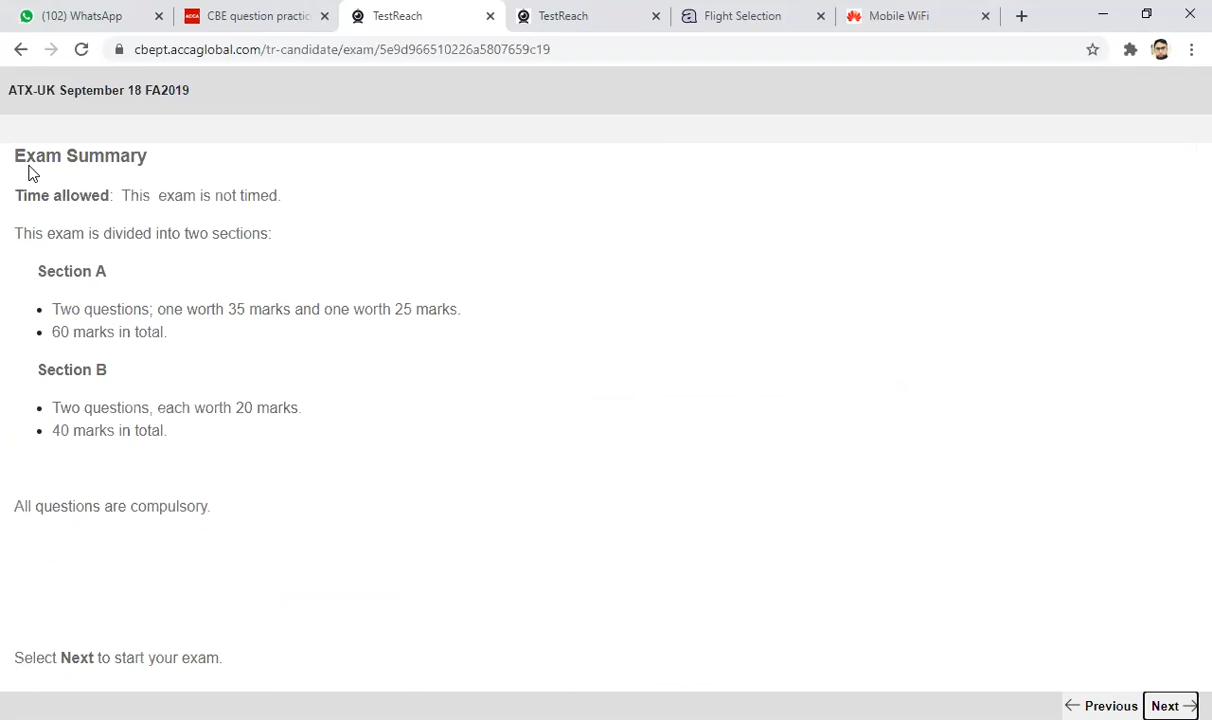 (102) WhatsApp
CBE question practic
TestReach
TestReach
Flight Selection
Mobile WiFi
cbept.accaglobal.com/tr-candidate/exam/5e9d966510226a5807659c19
ATX-UK September 18 FA2019
Exam Summary
Time allowed: This exam is not timed.
This exam is divided into two sections:
Section A
• Two questions; one worth 35 marks and one worth 25 marks.
• 60 marks in total.
Section B
• Two questions, each worth 20 marks.
• 40 marks in total.
All questions are compulsory.
Select Next to start your exam.
Previous
Next